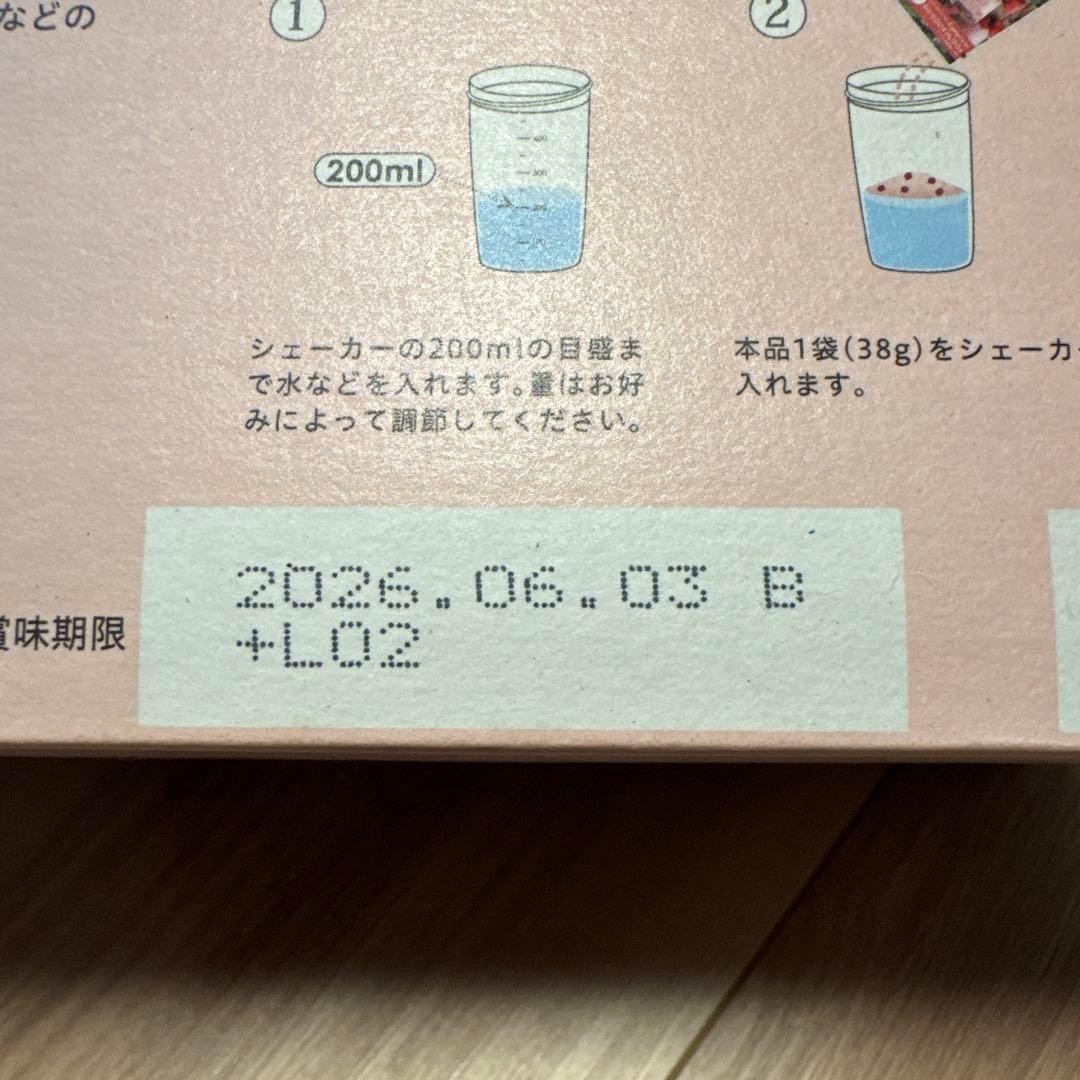 などの
1
2
200ml
シェーカーの200mlの目盛ま
で水などを入れます。量はお好
みによって調節してください。
本品1袋(38g)をシェーカ
入れます。
賞味期限
2026.06.03 B
+L02